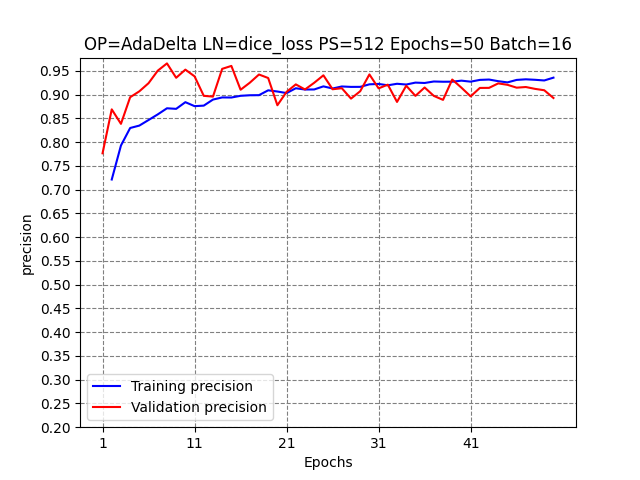 OP=AdaDelta LN=dice_loss PS=512 Epochs=50 Batch=16
0.95
0.90
0.85
0.80
0.75
0.70
0.65
0.60
0.55
0.50
0.45
0.40
0.35
0.30
0.25
0.20
precision
Training precision
Validation precision
1 11 21 31 41
Epochs